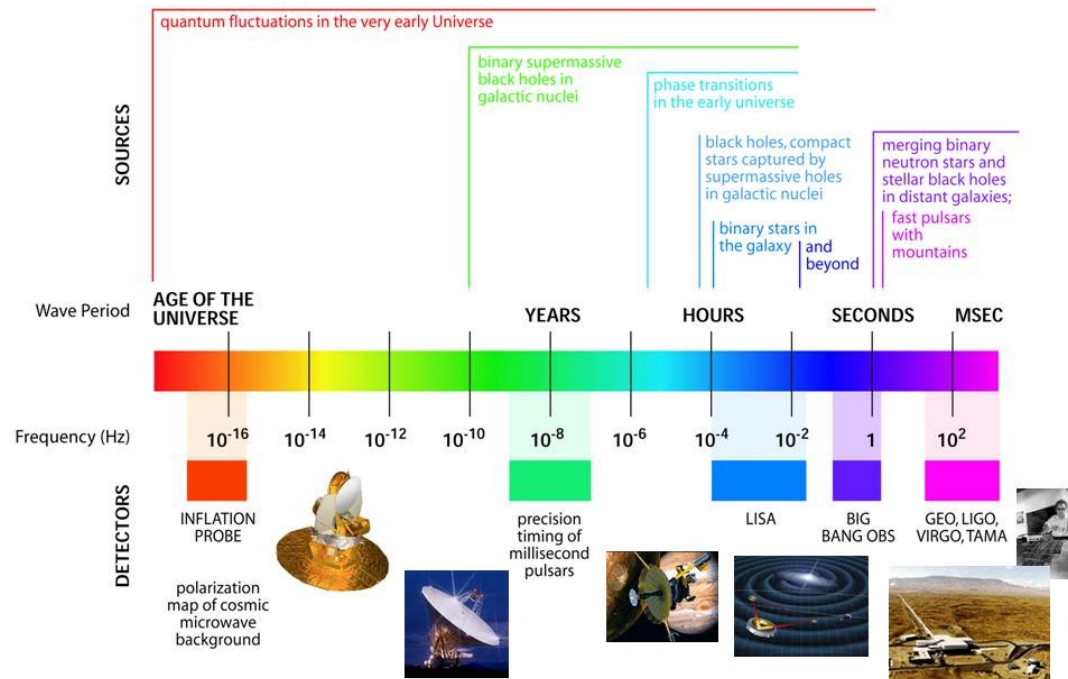 quantum fluctuations in the very early Universe
binary supermassive
black holes in
galactic nuclei
phase transitions
in the early universe
black holes, compact
stars captured by
supermassive holes
in galactic nuclei
merging binary
neutron stars and
stellar black holes
in distant galaxies;
binary stars in
the galaxy
and
beyond
fast pulsars
with
mountains
SOURCES
Wave Period
AGE OF THE
UNIVERSE
YEARS
HOURS
SECONDS
MSEC
Frequency (Hz)
10⁻¹⁶
10⁻¹⁴
10⁻¹²
10⁻¹⁰
10⁻⁸
10⁻⁶
10⁻⁴
10⁻²
1
10²
DETECTORS
INFLATION
PROBE
polarization
map of cosmic
microwave
background
precision
timing of
millisecond
pulsars
LISA
BIG
BANG OBS
GEO, LIGO,
VIRGO, TAMA